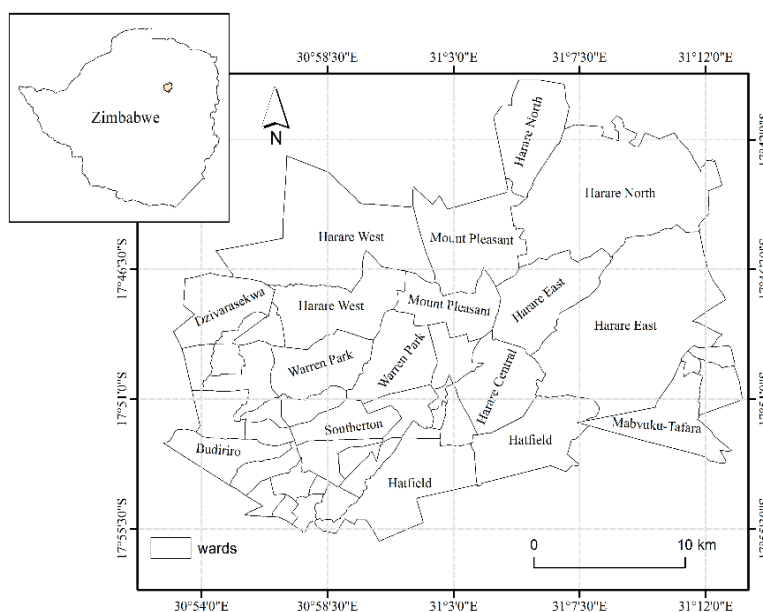 Zimbabwe
30°58'30"E
31°3'0"E
31°7'30"E
31°12'0"E
N
Harare North
Harare North
Harare West
Mount Pleasant
17°46'30"S
Dzivarasekwa
Harare West
Mount Pleasant
Harare East
Harare East
Warren Park
Warren Park
Harare Central
17°51'0"S
Southerton
Hatfield
Mabvuku-Tafara
Budiriro
Hatfield
17°55'30"S
wards
0
10 km
30°54'0"E
30°58'30"E
31°3'0"E
31°7'30"E
31°12'0"E